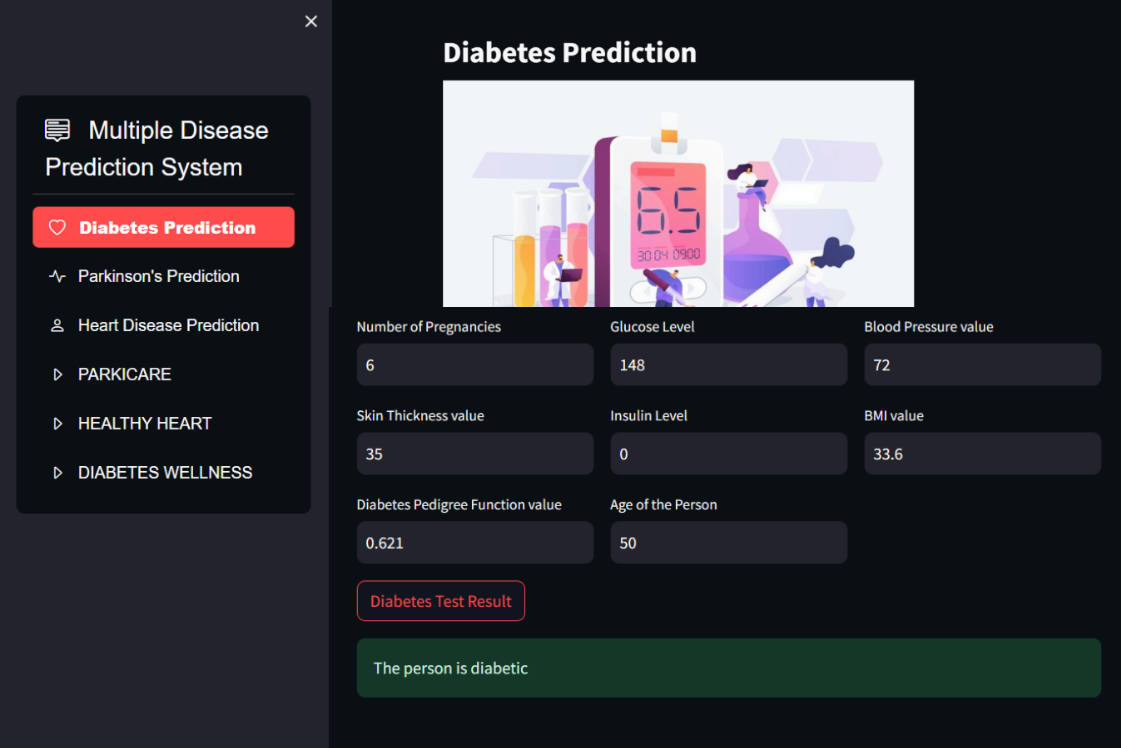 Multiple Disease
Prediction System
Diabetes Prediction
Parkinson's Prediction
Heart Disease Prediction
PARKICARE
HEALTHY HEART
DIABETES WELLNESS
Diabetes Prediction
6.5
30:04 09:00
Number of Pregnancies
Glucose Level
Blood Pressure value
6
148
72
Skin Thickness value
Insulin Level
BMI value
35
0
33.6
Diabetes Pedigree Function value
Age of the Person
0.621
50
Diabetes Test Result
The person is diabetic